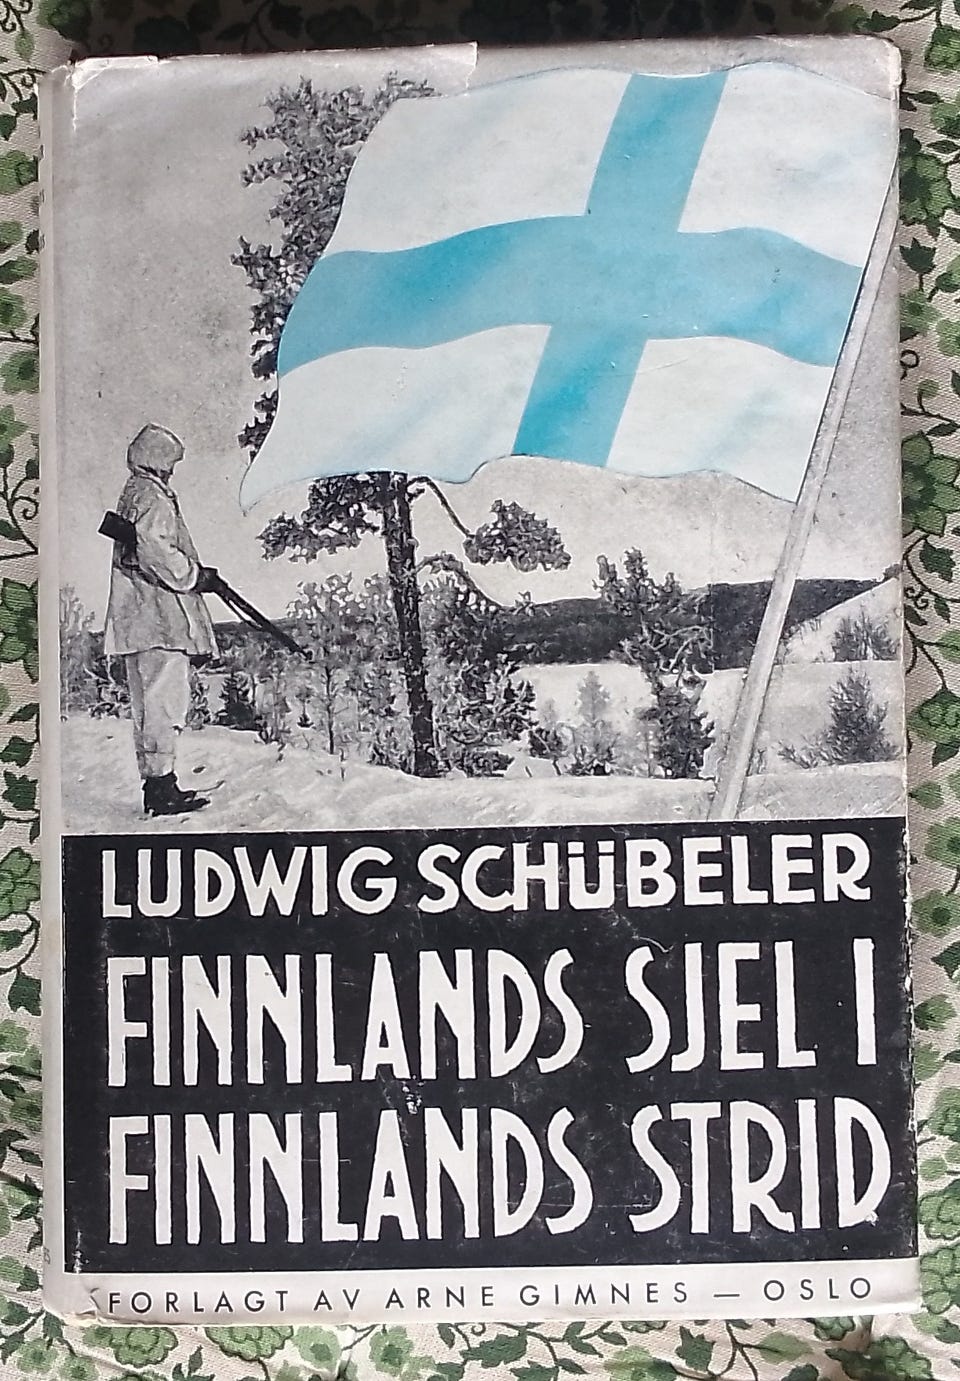 LUDWIG SCHÜBELER
FINNLANDS SJEL I
FINNLANDS STRID
FORLAGT AV ARNE GIMNES — OSLO